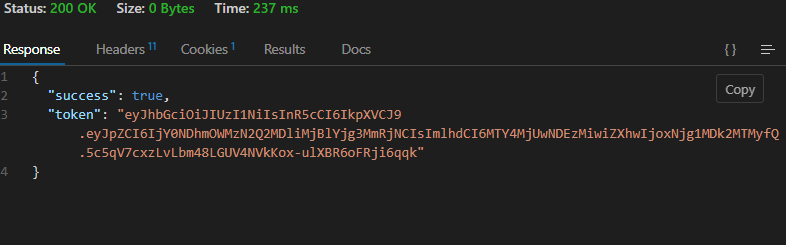 Status: 200 OK Size: 0 Bytes Time: 237 ms
Response Headers 11 Cookies 1 Results Docs { }
1 {
Copy
2 "success": true,
3 "token": "eyJhbGciOiJIUzI1NiIsInR5cCI6IkpXVCJ9
.eyJpZCI6IjY0NDhmOWMzN2Q2MDliMjBlYjg3MmRjNCIsImlhdCI6MTY4MjUwNDEzMiwiZXhwIjoxNjg1MDk2MTMyfQ
.5c5qV7cxzLvLbm48LGUV4NVkKox-ulXBR6oFRji6qqk"
4 }